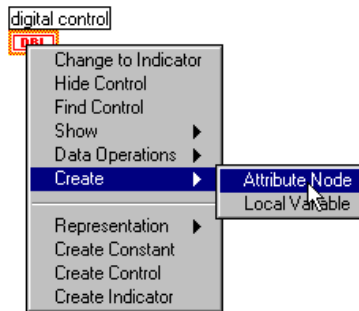 digital control
DBL
Change to Indicator
Hide Control
Find Control
Show
Data Operations
Create
Attribute Node
Local Variable
Representation
Create Constant
Create Control
Create Indicator